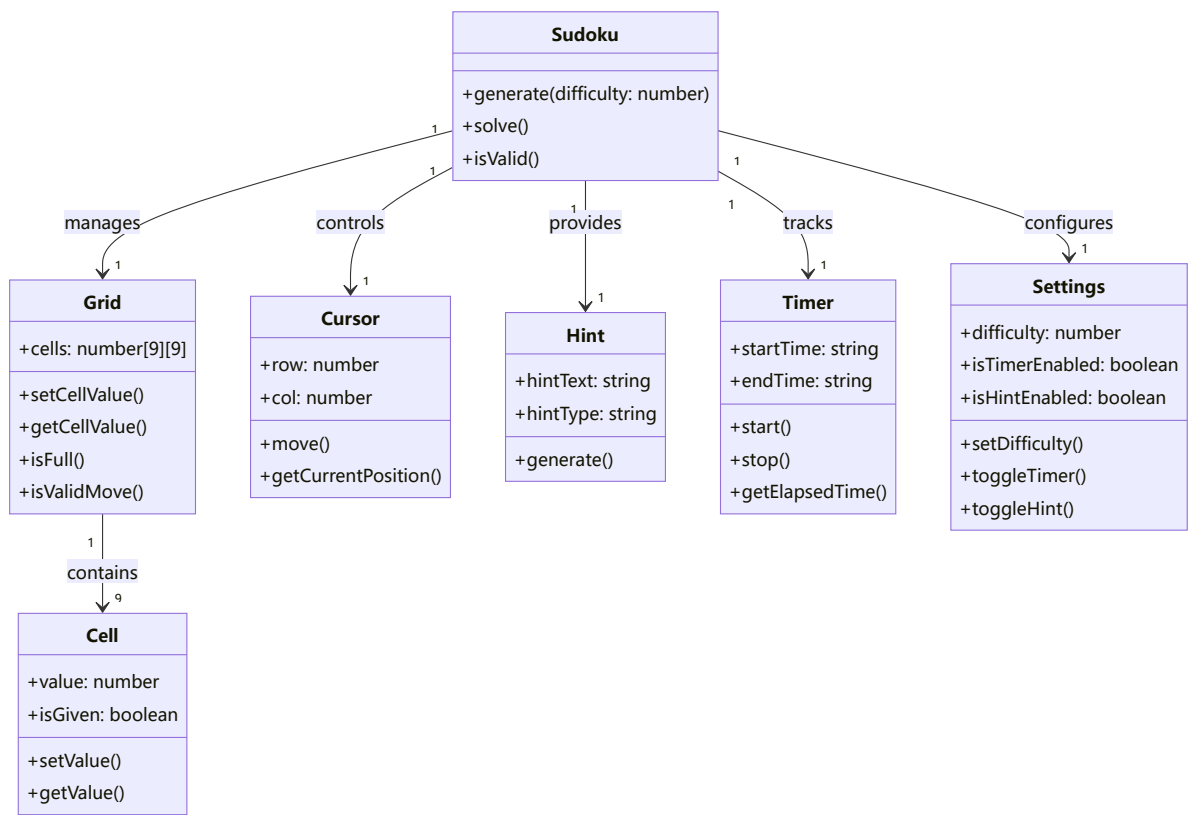 Sudoku
+generate(difficulty: number)
+solve()
+isValid()
1
1
1
1
1
manages
controls
provides
tracks
configures
1
1
1
1
1
Grid
+cells: number[9][9]
+setCellValue()
+getCellValue()
+isFull()
+isValidMove()
Cursor
+row: number
+col: number
+move()
+getCurrentPosition()
Hint
+hintText: string
+hintType: string
+generate()
Timer
+startTime: string
+endTime: string
+start()
+stop()
+getElapsedTime()
Settings
+difficulty: number
+isTimerEnabled: boolean
+isHintEnabled: boolean
+setDifficulty()
+toggleTimer()
+toggleHint()
1
contains
9
Cell
+value: number
+isGiven: boolean
+setValue()
+getValue()